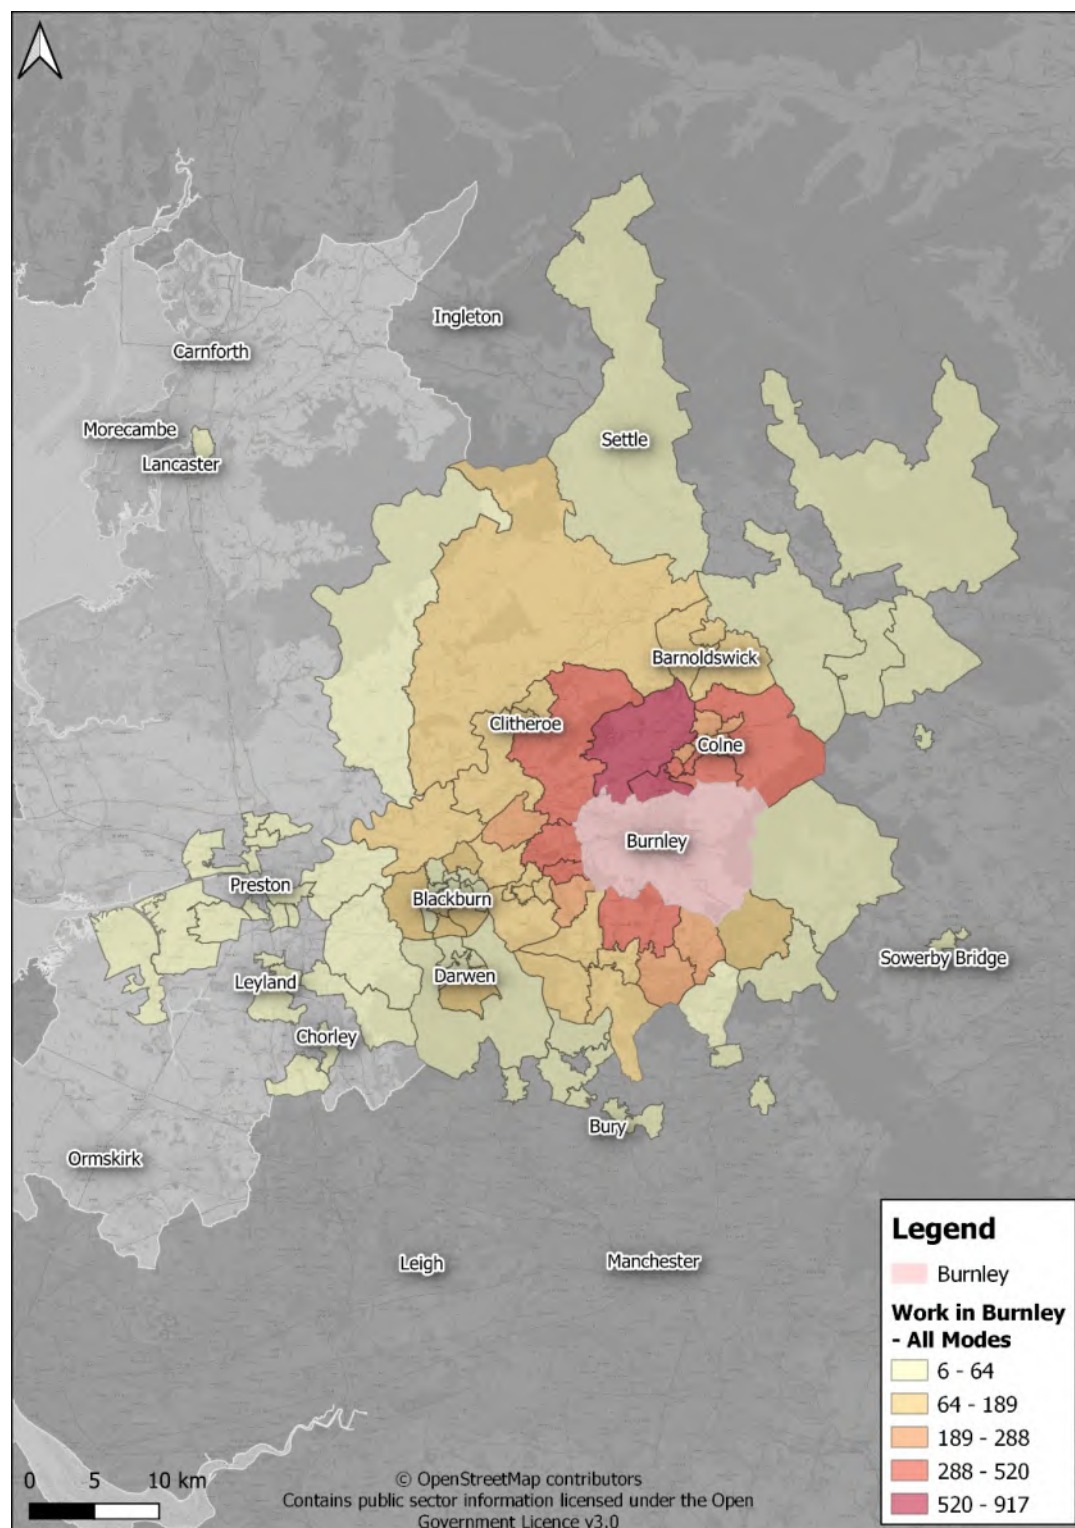 Ingleton
Carnforth
Morecambe
Lancaster
Settle
Barnoldswick
Clitheroe
Colne
Burnley
Preston
Blackburn
Sowerby Bridge
Leyland
Darwen
Chorley
Bury
Ormskirk
Leigh
Manchester
Legend
Burnley
Work in Burnley
- All Modes
6 - 64
64 - 189
189 - 288
288 - 520
520 - 917
0 5 10 km
© OpenStreetMap contributors
Contains public sector information licensed under the Open
Government Licence v3.0